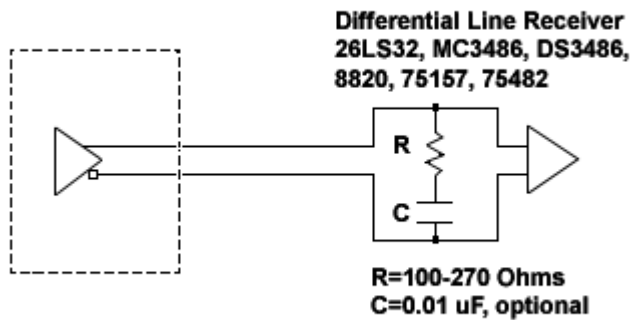 Differential Line Receiver
26LS32, MC3486, DS3486,
8820, 75157, 75482
R
C
R=100-270 Ohms
C=0.01 uF, optional